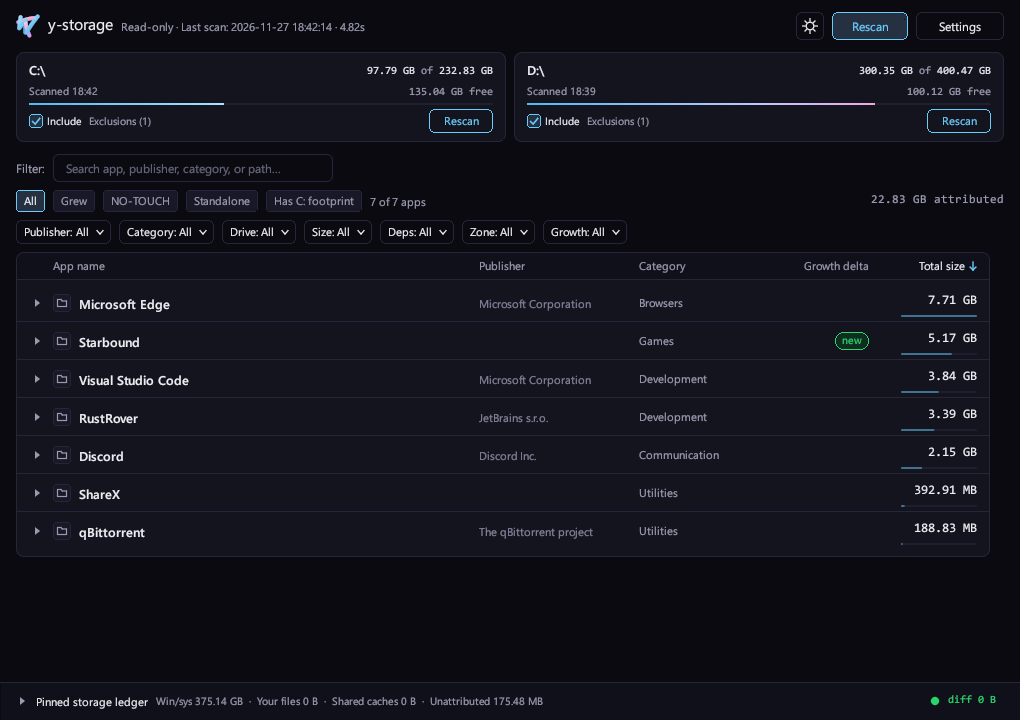 y-storage Read-only · Last scan: 2026-11-27 18:42:14 · 4.82s Rescan Settings
C:\ 97.79 GB of 232.83 GB
Scanned 18:42 135.04 GB free
Include Exclusions (1) Rescan
D:\ 300.35 GB of 400.47 GB
Scanned 18:39 100.12 GB free
Include Exclusions (1) Rescan
Filter: Search app, publisher, category, or path...
All Grew NO-TOUCH Standalone Has C: footprint 7 of 7 apps 22.83 GB attributed
Publisher: All Category: All Drive: All Size: All Deps: All Zone: All Growth: All
App name Publisher Category Growth delta Total size ↓
Microsoft Edge Microsoft Corporation Browsers 7.71 GB
Starbound Games new 5.17 GB
Visual Studio Code Microsoft Corporation Development 3.84 GB
RustRover JetBrains s.r.o. Development 3.39 GB
Discord Discord Inc. Communication 2.15 GB
ShareX Utilities 392.91 MB
qBittorrent The qBittorrent project Utilities 188.83 MB
Pinned storage ledger Win/sys 375.14 GB · Your files 0 B · Shared caches 0 B · Unattributed 175.48 MB diff 0 B